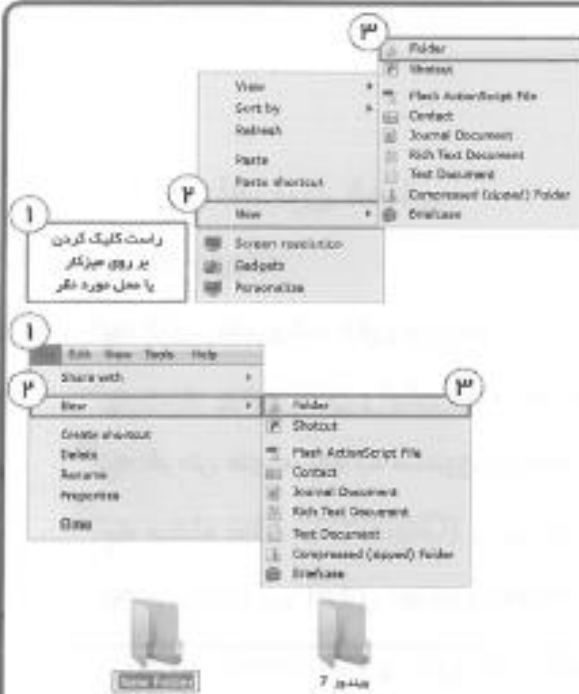 ۳
Folder
Shotcut
Flash ActionScript File
Contact
Journal Document
Rich Text Document
Text Document
Compressed (zipped) Folder
Briefcase
View
Sort by
Refresh
Paste
Paste shortcut
۲
New
Screen resolution
Gadgets
Personalize
۱
راست کلیک کردن
بر روی میزکار
یا محل مورد نظر
۱
Edit View Tools Help
Share with
۲
New
Create shortcut
Delete
Rename
Properties
Close
۳
Folder
Shotcut
Flash ActionScript File
Contact
Journal Document
Rich Text Document
Text Document
Compressed (zipped) Folder
Briefcase
New Folder
ویندوز 7